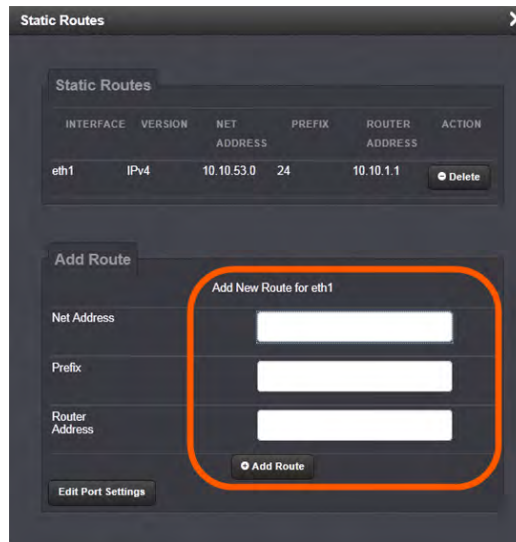 Static Routes
Static Routes
INTERFACE VERSION NET ADDRESS PREFIX ROUTER ADDRESS ACTION
eth1 IPv4 10.10.53.0 24 10.10.1.1 Delete
Add Route
Add New Route for eth1
Net Address
Prefix
Router
Address
Add Route
Edit Port Settings